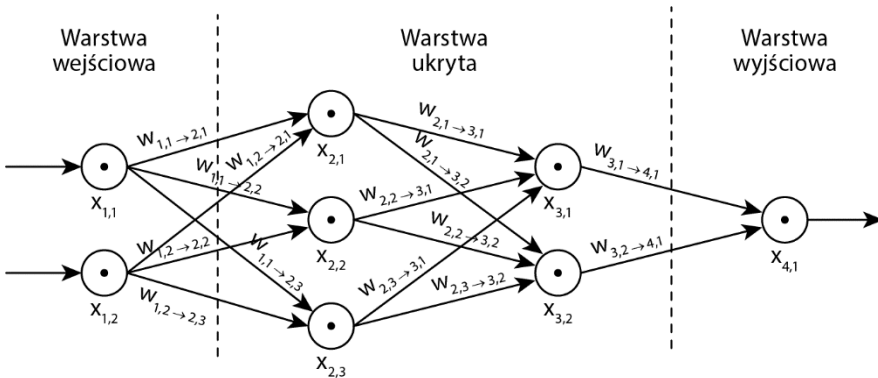 Warstwa
wejściowa
Warstwa
ukryta
Warstwa
wyjściowa
w1,1→2,1
w1,2→2,1
w1,1→2,2
w1,2→2,2
w1,1→2,3
w1,2→2,3
x1,1
x1,2
x2,1
x2,2
x2,3
w2,1→3,1
w2,1→3,2
w2,2→3,1
w2,2→3,2
w2,3→3,1
w2,3→3,2
x3,1
x3,2
w3,1→4,1
w3,2→4,1
x4,1